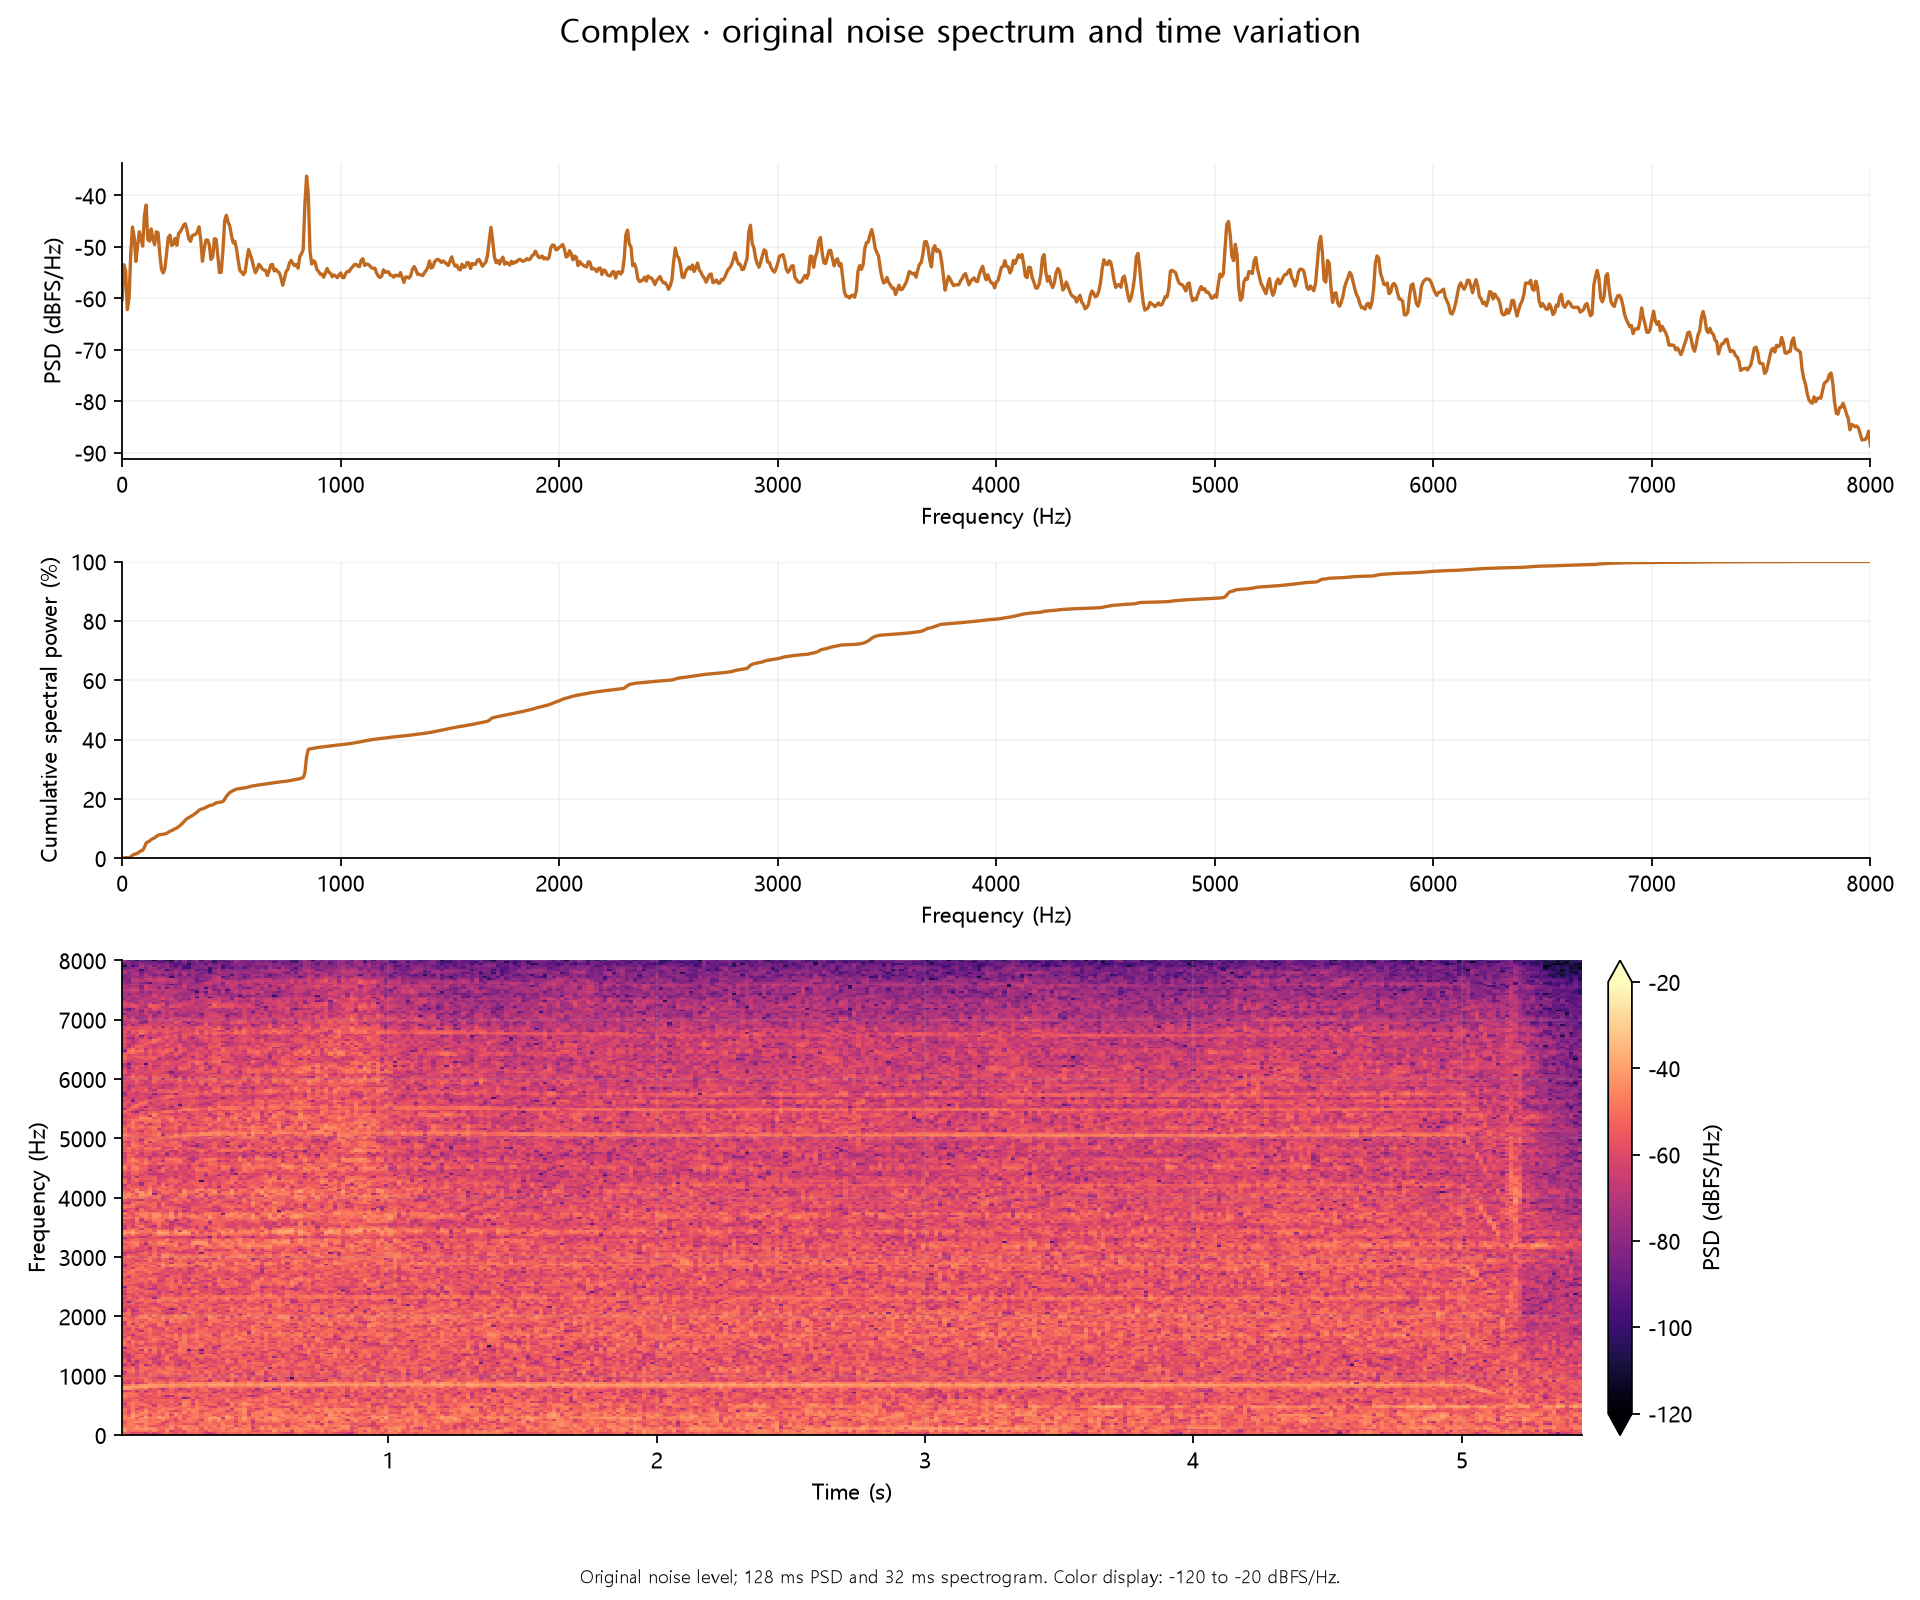 Complex · original noise spectrum and time variation
-40
-50
-60
-70
-80
-90
PSD (dBFS/Hz)
0 1000 2000 3000 4000 5000 6000 7000 8000
Frequency (Hz)
100
80
60
40
20
0
Cumulative spectral power (%)
0 1000 2000 3000 4000 5000 6000 7000 8000
Frequency (Hz)
8000
7000
6000
5000
4000
3000
2000
1000
0
Frequency (Hz)
1 2 3 4 5
Time (s)
-20
-40
-60
-80
-100
-120
PSD (dBFS/Hz)
Original noise level; 128 ms PSD and 32 ms spectrogram. Color display: -120 to -20 dBFS/Hz.